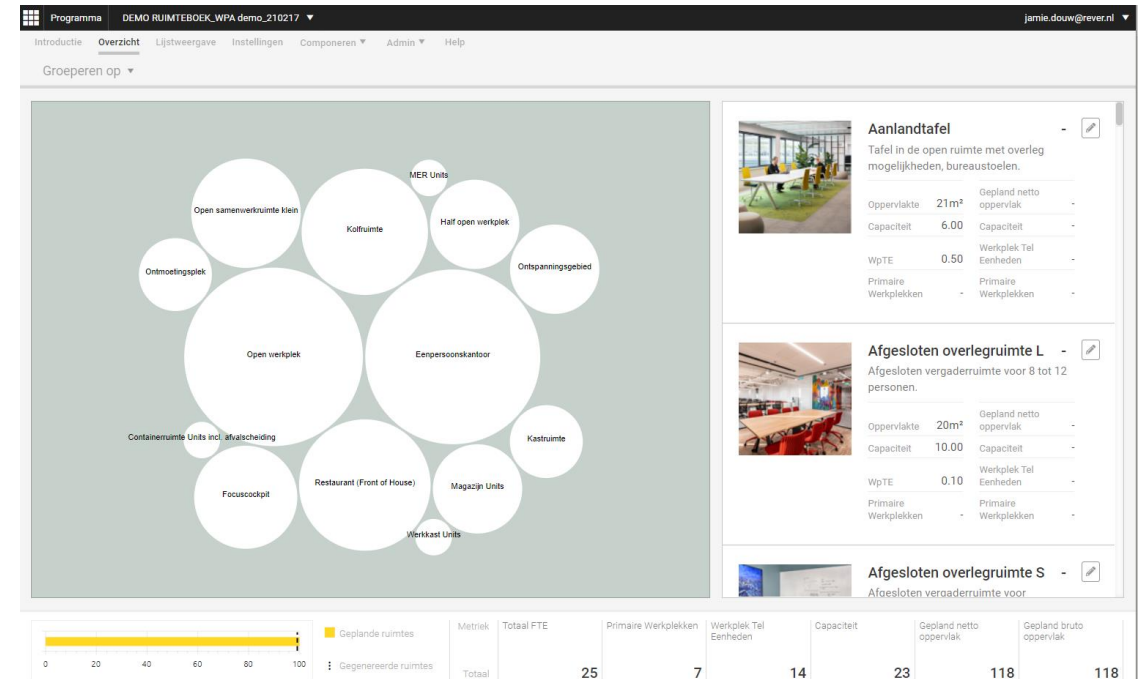 Programma DEMO RUIMTEBOEK_WPA demo_210217 ▼ jamie.douw@rever.nl ▼
Introductie Overzicht Lijstweergave Instellingen Componeren ▼ Admin ▼ Help
Groeperen op ▼
MER Units
Open samenwerkruimte klein
Kolfruimte
Half open werkplek
Ontmoetingsplek
Ontspanningsgebied
Open werkplek
Eenpersoonskantoor
Containerruimte Units incl. afvalscheiding
Kastruimte
Focuscockpit
Restaurant (Front of House)
Magazijn Units
Werkkast Units
Aanlandtafel -
Tafel in de open ruimte met overleg
mogelijkheden, bureaustoelen.
Oppervlakte 21m² Gepland netto
oppervlak -
Capaciteit 6.00 Capaciteit -
WpTE 0.50 Werkplek Tel
Eenheden -
Primaire
Werkplekken - Primaire
Werkplekken -
Afgesloten overlegruimte L -
Afgesloten vergaderruimte voor 8 tot 12
personen.
Oppervlakte 20m² Gepland netto
oppervlak -
Capaciteit 10.00 Capaciteit -
WpTE 0.10 Werkplek Tel
Eenheden -
Primaire
Werkplekken - Primaire
Werkplekken -
Afgesloten overlegruimte S -
Afgesloten vergaderruimte voor
0 20 40 60 80 100
Geplande ruimtes
Gegenereerde ruimtes
Metriek Totaal FTE Primaire Werkplekken Werkplek Tel
Eenheden Capaciteit Gepland netto
oppervlak Gepland bruto
oppervlak
Totaal 25 7 14 23 118 118